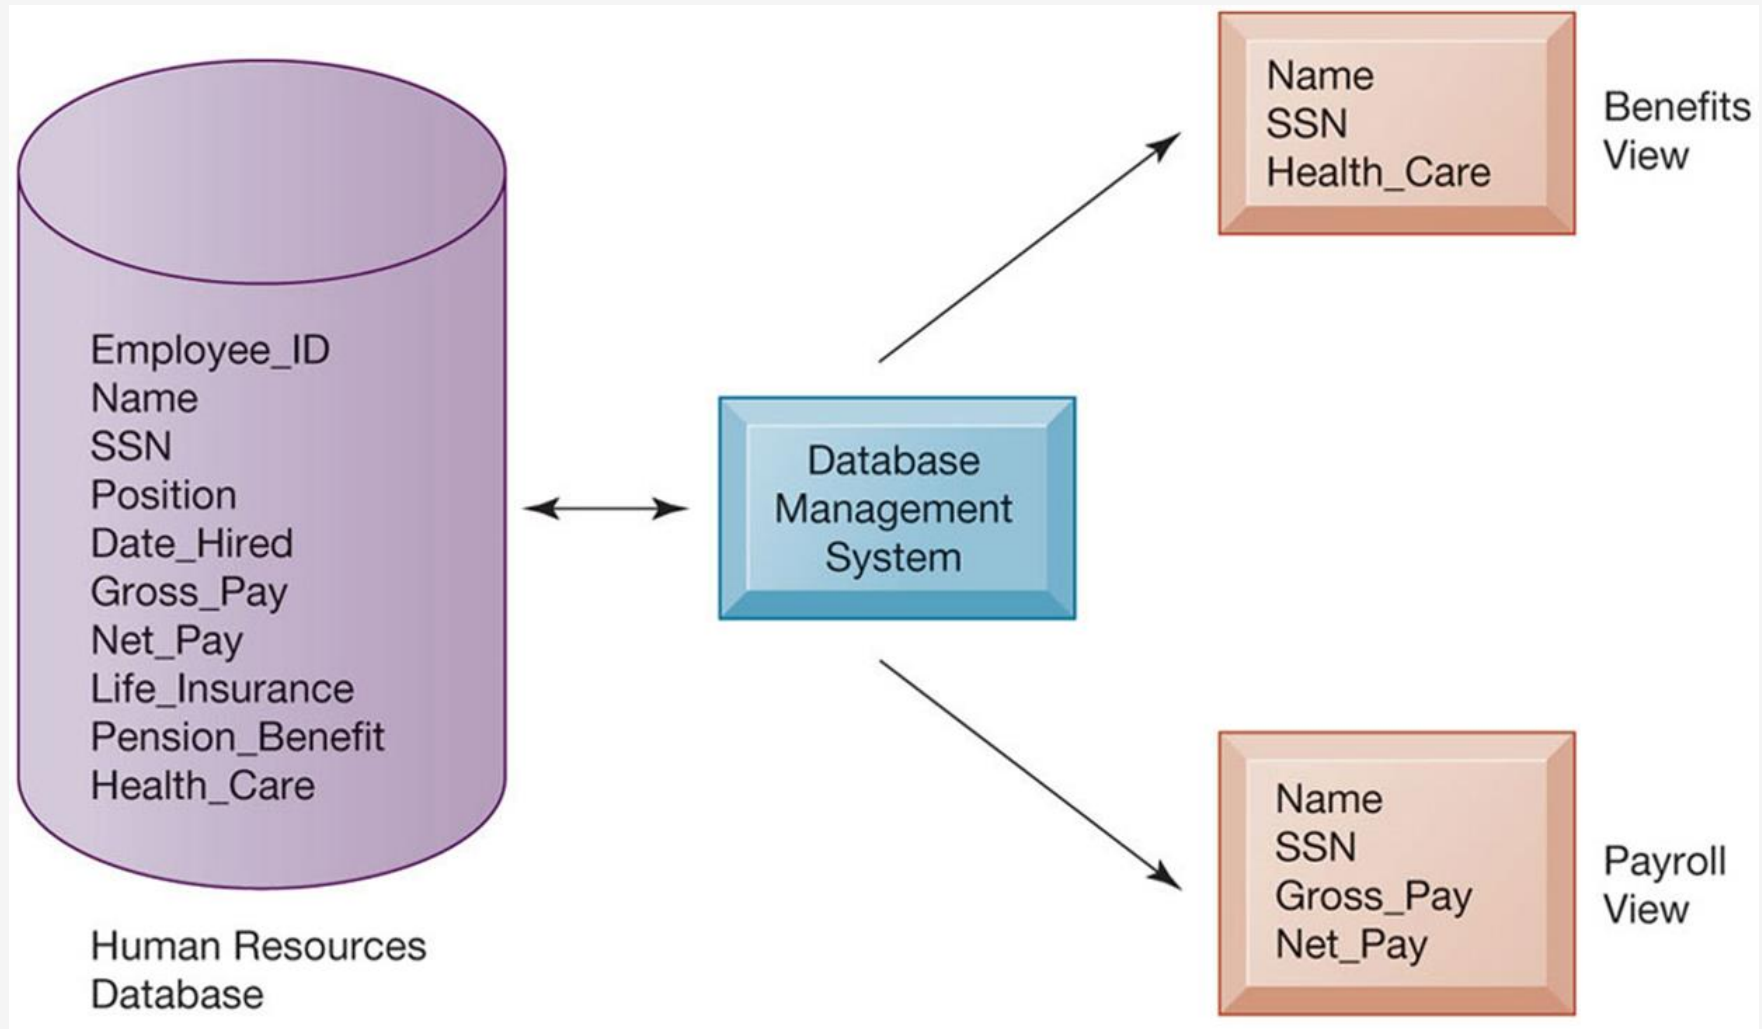 Employee_ID
Name
SSN
Position
Date_Hired
Gross_Pay
Net_Pay
Life_Insurance
Pension_Benefit
Health_Care
Human Resources
Database
Database
Management
System
Name
SSN
Health_Care
Benefits
View
Name
SSN
Gross_Pay
Net_Pay
Payroll
View